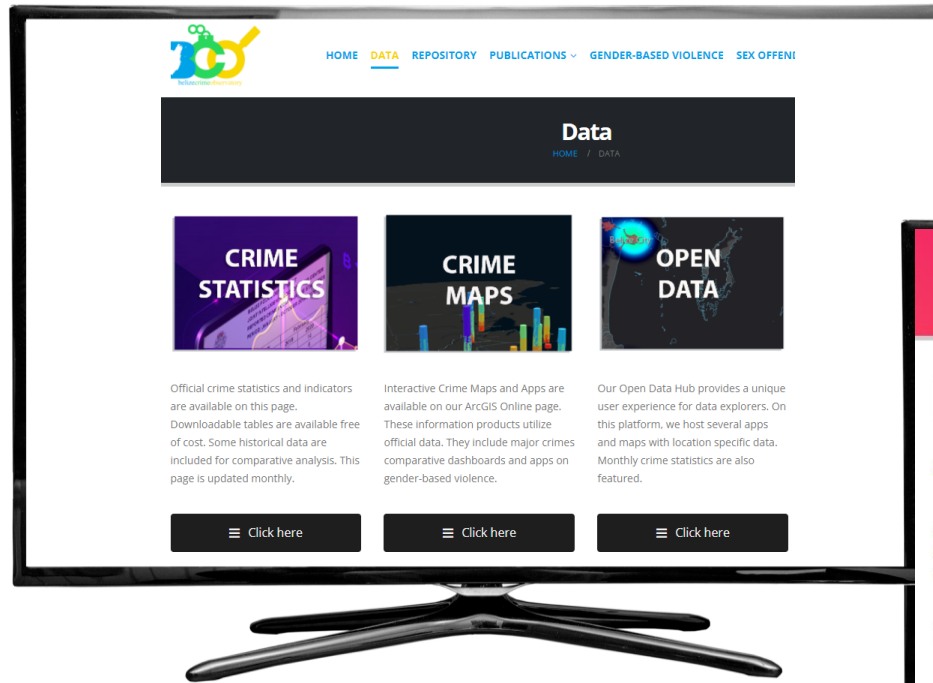 belizecrimeobservatory
HOME DATA REPOSITORY PUBLICATIONS GENDER-BASED VIOLENCE SEX OFFEND
Data
HOME / DATA
CRIME
STATISTICS
CRIME
MAPS
Belize City
OPEN
DATA
Official crime statistics and indicators
are available on this page.
Downloadable tables are available free
of cost. Some historical data are
included for comparative analysis. This
page is updated monthly.
Interactive Crime Maps and Apps are
available on our ArcGIS Online page.
These information products utilize
official data. They include major crimes
comparative dashboards and apps on
gender-based violence.
Our Open Data Hub provides a unique
user experience for data explorers. On
this platform, we host several apps
and maps with location specific data.
Monthly crime statistics are also
featured.
Click here
Click here
Click here